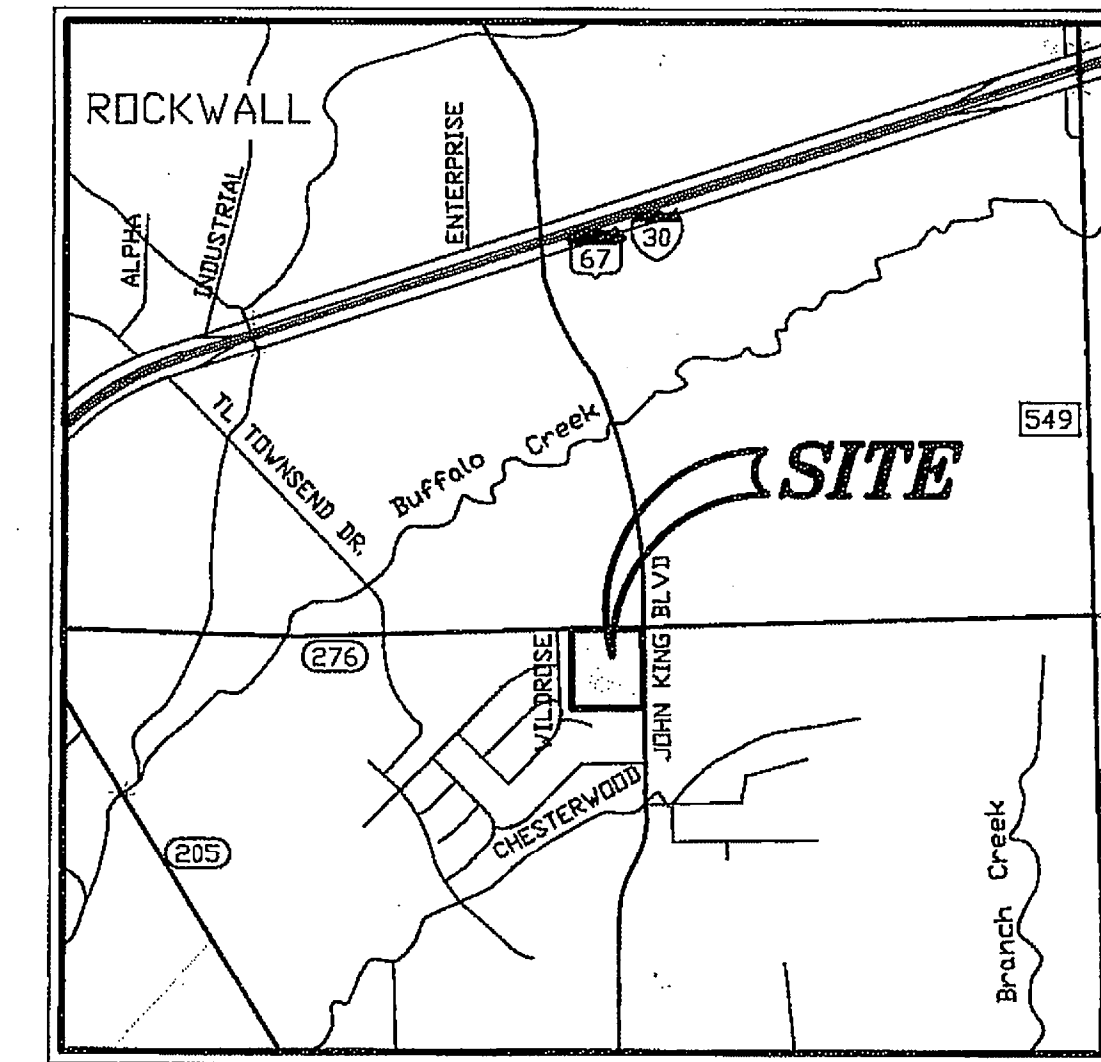 ROCKWALL
ALPHA
INDUSTRIAL
ENTERPRISE
67
30
TL TOWNSEND DR.
Buffalo Creek
549
SITE
276
WILDROSE
JOHN KING BLVD
CHESTERWOOD
205
Branch Creek